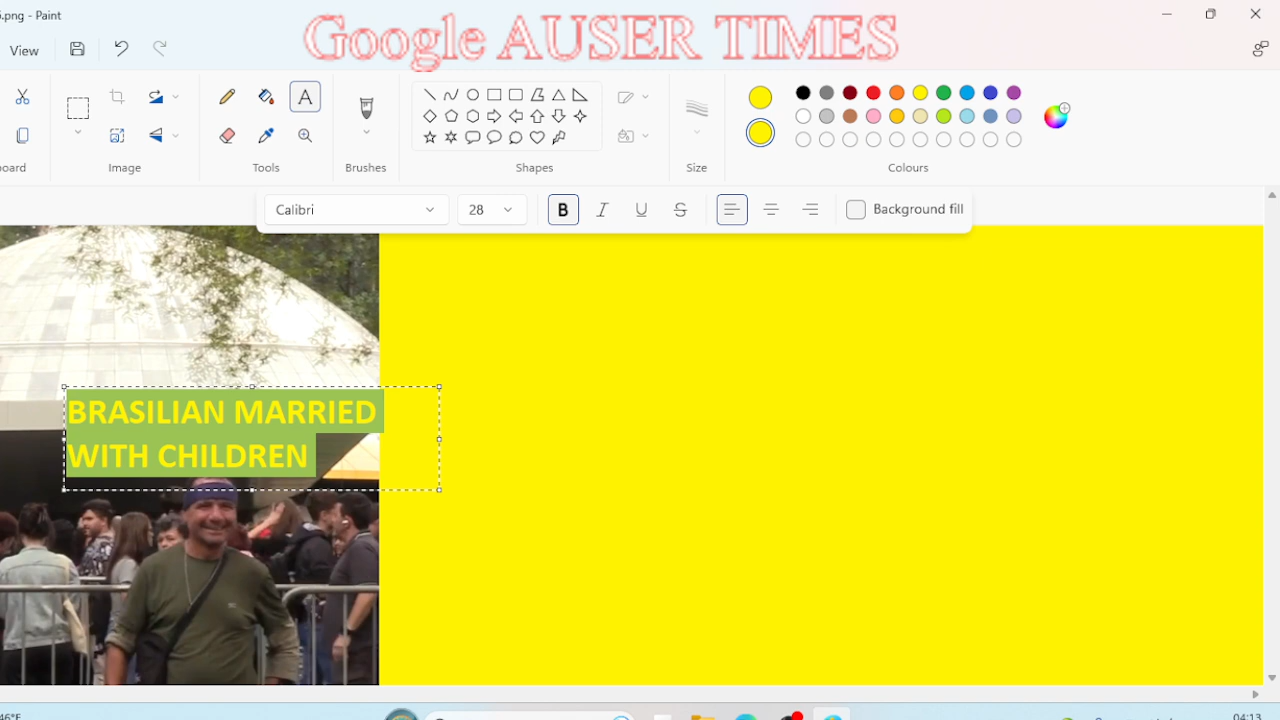 .png - Paint
Google AUSER TIMES
View
Image
Tools
Brushes
Shapes
Size
Colours
Calibri
28
B
I
U
S
Background fill
BRASILIAN MARRIED
WITH CHILDREN
04:13